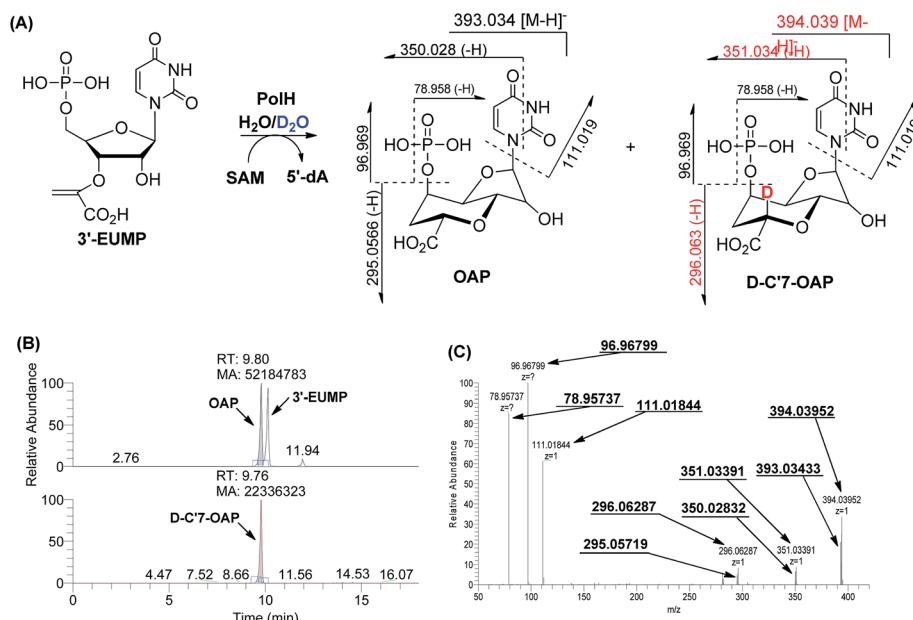 (A)
393.034 [M-H]-
394.039 [M-
H]-
350.028 (-H)
351.034 (-H)
78.958 (-H)
78.958 (-H)
PolH
H2O/D2O
SAM
5'-dA
HO
P
OH
O
O
O
NH
N
O
O
OH
O
CO2H
3'-EUMP
96.969
295.0566 (-H)
111.019
O
NH
N
O
O
HO
P
OH
O
O
O
OH
HO2C
OAP
+
96.969
296.063 (-H)
111.019
O
NH
N
O
O
HO
P
OH
O
D
O
O
OH
HO2C
D-C'7-OAP
(B)
Relative Abundance
100
50
0
100
50
0
RT: 9.80
MA: 52184783
OAP
3'-EUMP
2.76
11.94
RT: 9.76
MA: 22336323
D-C'7-OAP
4.47 7.52 8.66 11.56 14.53 16.07
0 5 10 15
Time (min)
(C)
Relative Abundance
100
90
80
70
60
50
40
30
20
10
0
96.96799
96.96799
z=?
78.95737
z=?
78.95737
111.01844
111.01844
z=1
394.03952
351.03391
393.03433
394.03952
z=1
296.06287
350.02832
295.05719
296.06287
z=1
351.03391
z=1
50 100 150 200 250 300 350 400
m/z